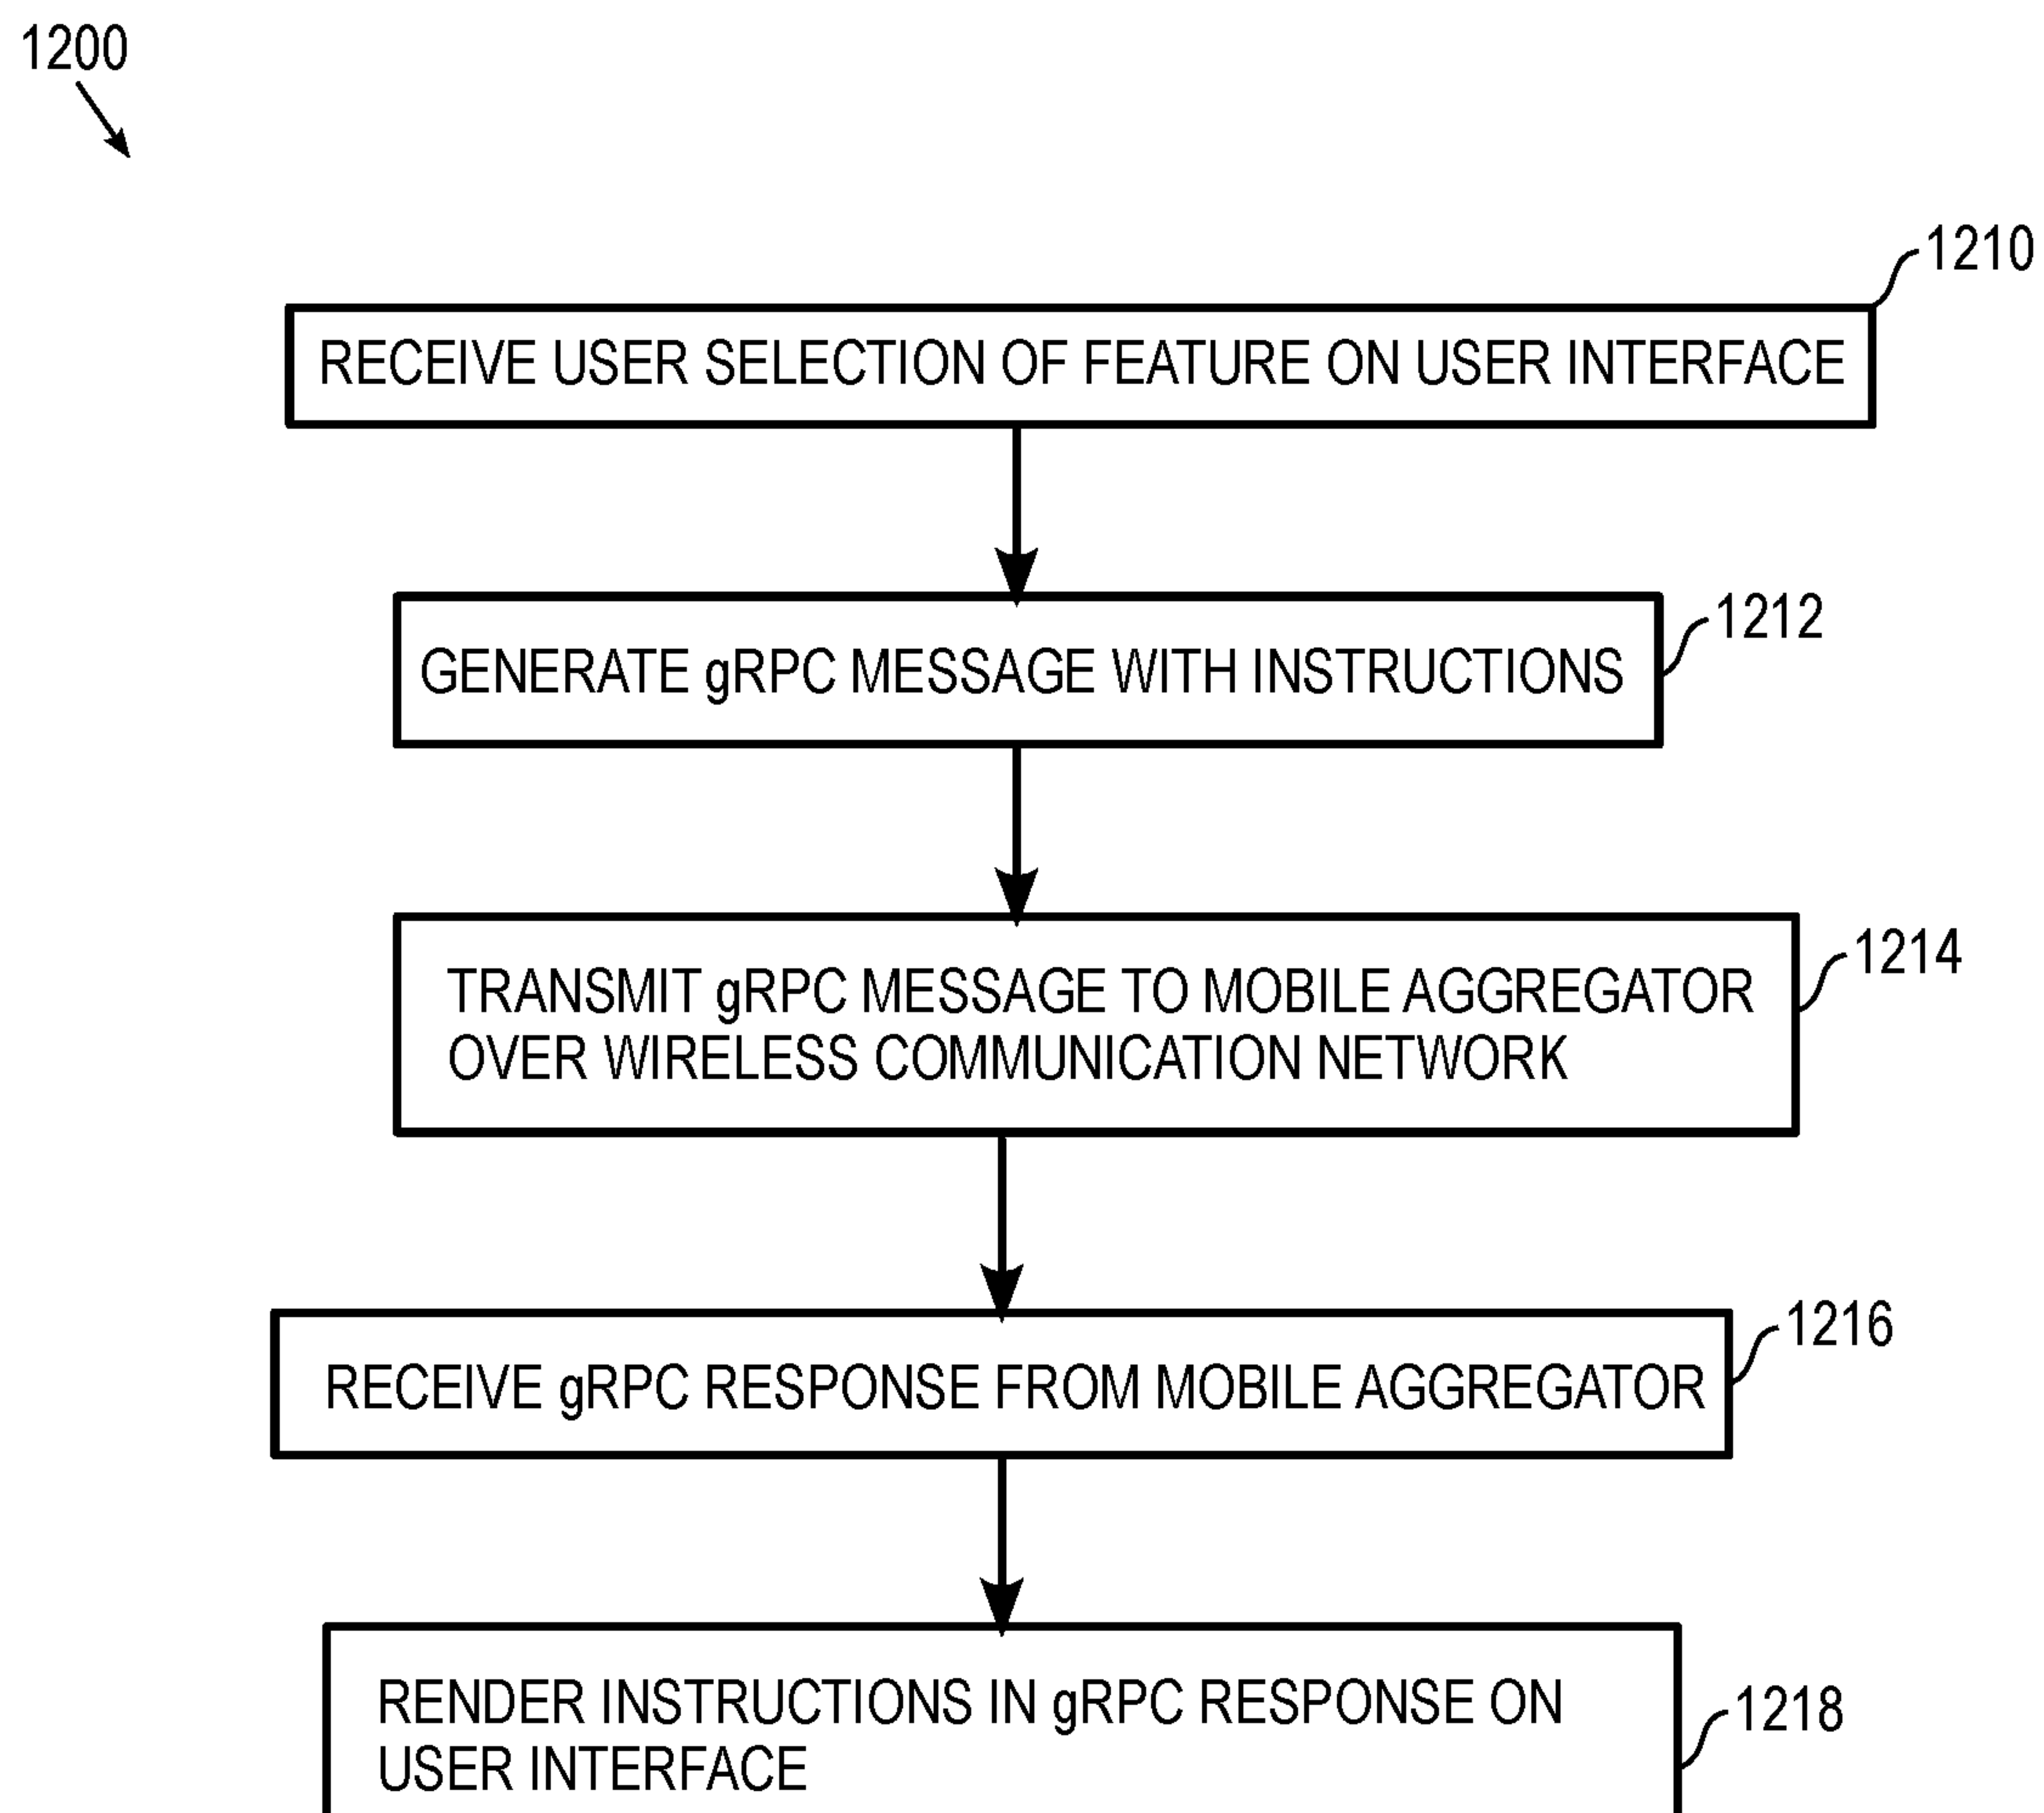 1200
1210
RECEIVE USER SELECTION OF FEATURE ON USER INTERFACE
1212
GENERATE gRPC MESSAGE WITH INSTRUCTIONS
1214
TRANSMIT gRPC MESSAGE TO MOBILE AGGREGATOR
OVER WIRELESS COMMUNICATION NETWORK
1216
RECEIVE gRPC RESPONSE FROM MOBILE AGGREGATOR
1218
RENDER INSTRUCTIONS IN gRPC RESPONSE ON
USER INTERFACE